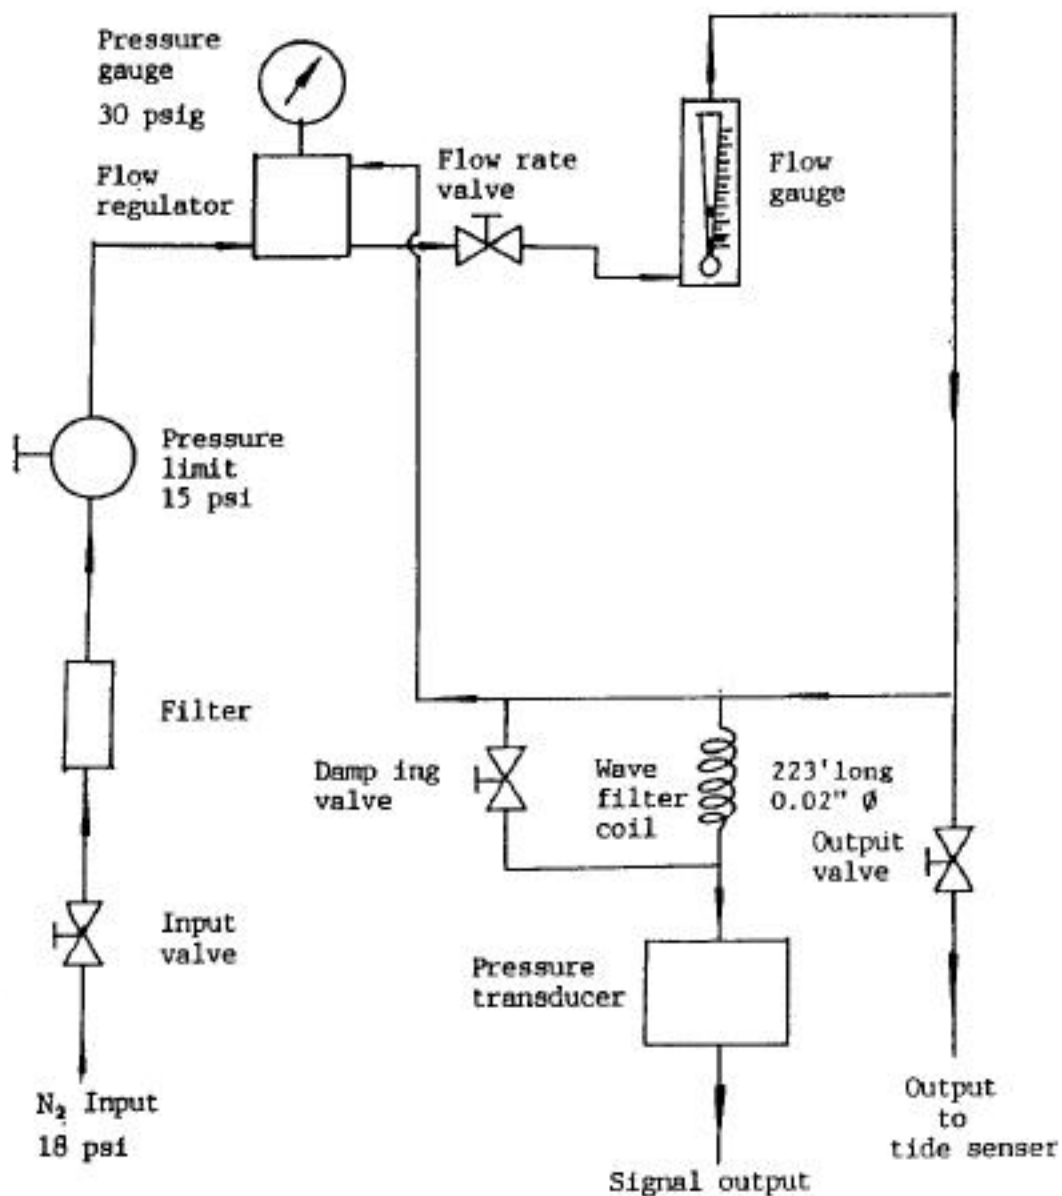 Pressure
gauge
30 psig
Flow
regulator
Flow rate
valve
Flow
gauge
Pressure
limit
15 psi
Filter
Damp ing
valve
Wave
filter
coil
223'long
0.02" Ø
Output
valve
Input
valve
Pressure
transducer
N₂ Input
18 psi
Signal output
Output
to
tide senser